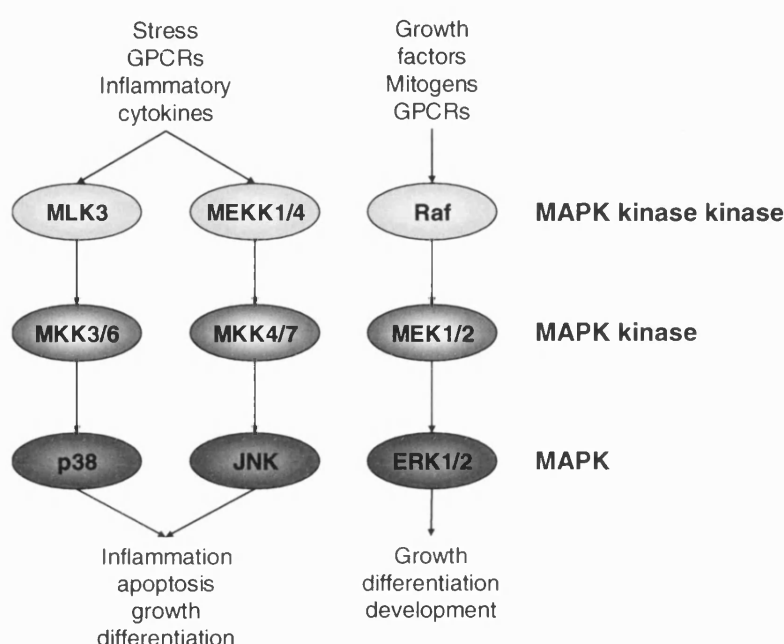 Stress
GPCRs
Inflammatory
cytokines
Growth
factors
Mitogens
GPCRs
MLK3
MEKK1/4
Raf
MAPK kinase kinase
MKK3/6
MKK4/7
MEK1/2
MAPK kinase
p38
JNK
ERK1/2
MAPK
Inflammation
apoptosis
growth
differentiation
Growth
differentiation
development